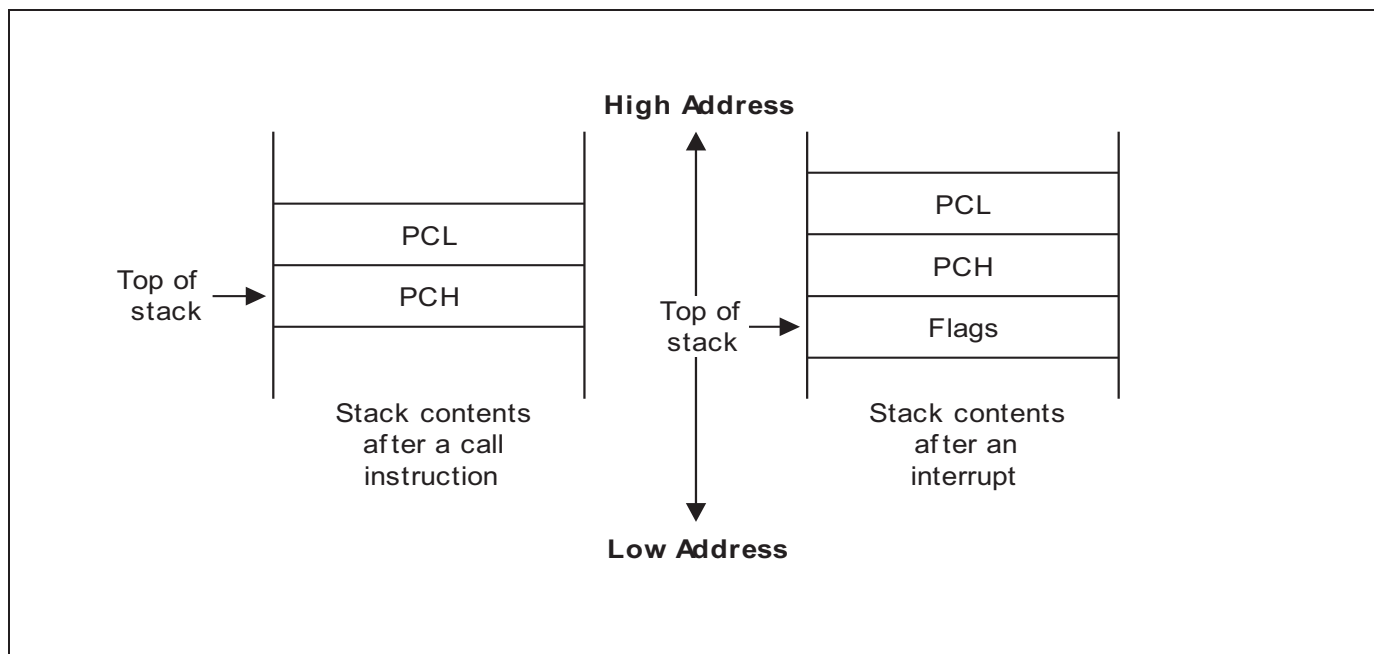 High Address
PCL
PCH
Top of
stack
Stack contents
after a call
instruction
Top of
stack
PCL
PCH
Flags
Stack contents
after an
interrupt
Low Address